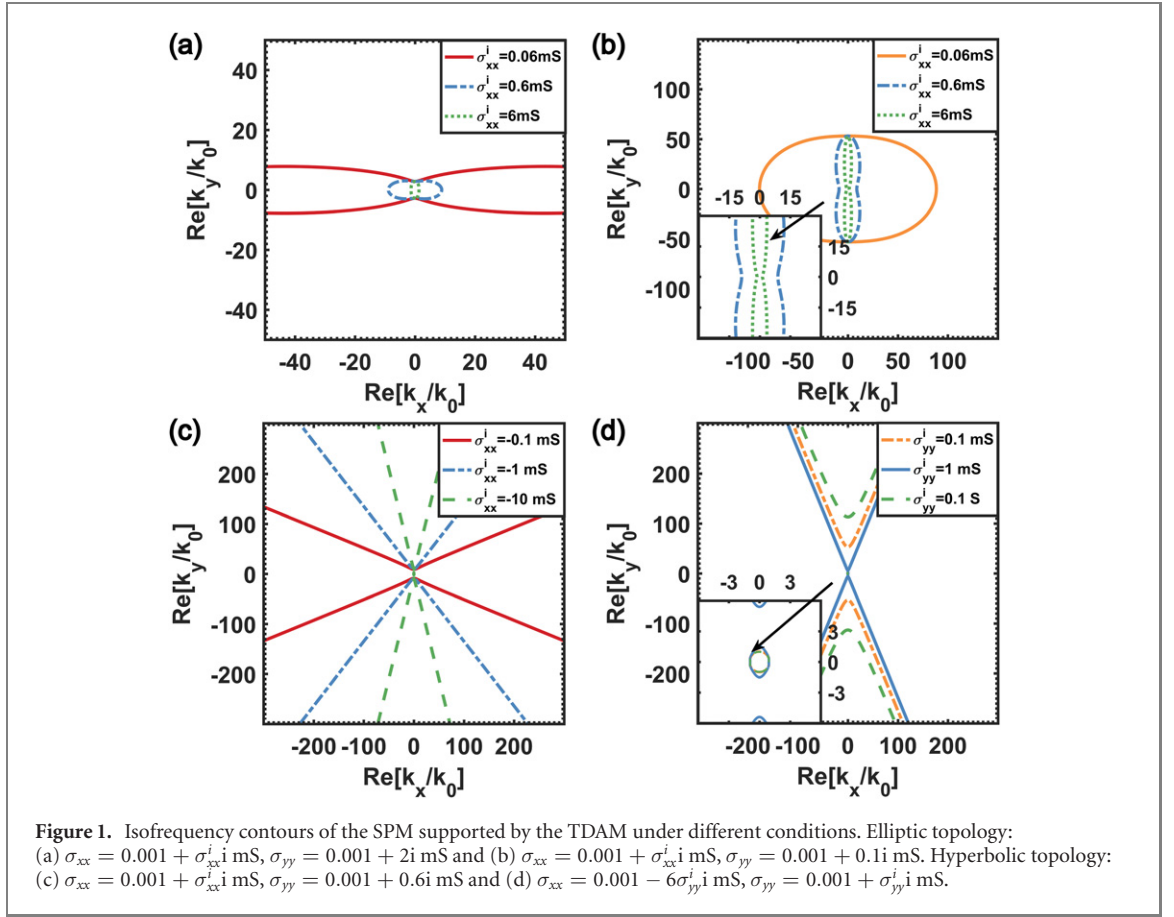 (a)
σ^i_xx=0.06mS
σ^i_xx=0.6mS
σ^i_xx=6mS
40
20
0
-20
-40
Re[k_y/k_0]
-40 -20 0 20 40
Re[k_x/k_0]
(b)
σ^i_xx=0.06mS
σ^i_xx=0.6mS
σ^i_xx=6mS
100
50
0
-50
-100
Re[k_y/k_0]
-15 0 15
15
0
-15
-100 -50 0 50 100
Re[k_x/k_0]
(c)
σ^i_xx=-0.1 mS
σ^i_xx=-1 mS
σ^i_xx=-10 mS
200
100
0
-100
-200
Re[k_y/k_0]
-200 -100 0 100 200
Re[k_x/k_0]
(d)
σ^i_yy=0.1 mS
σ^i_yy=1 mS
σ^i_yy=0.1 S
200
100
0
-100
-200
Re[k_y/k_0]
-3 0 3
3
0
-3
-200 -100 0 100 200
Re[k_x/k_0]
Figure 1. Isofrequency contours of the SPM supported by the TDAM under different conditions. Elliptic topology:
(a) σ_xx = 0.001 + σ^i_xx i mS, σ_yy = 0.001 + 2i mS and (b) σ_xx = 0.001 + σ^i_xx i mS, σ_yy = 0.001 + 0.1i mS. Hyperbolic topology:
(c) σ_xx = 0.001 + σ^i_xx i mS, σ_yy = 0.001 + 0.6i mS and (d) σ_xx = 0.001 − 6σ^i_yy i mS, σ_yy = 0.001 + σ^i_yy i mS.